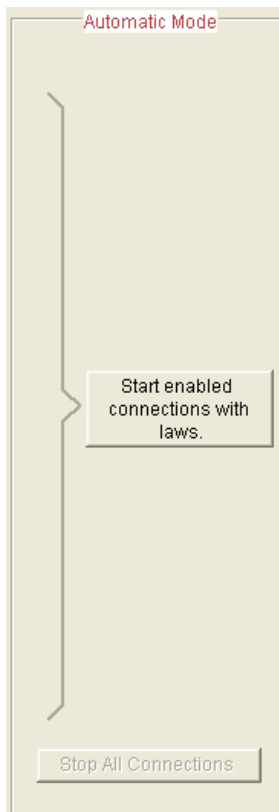 Automatic Mode
Start enabled
connections with
laws.
Stop All Connections